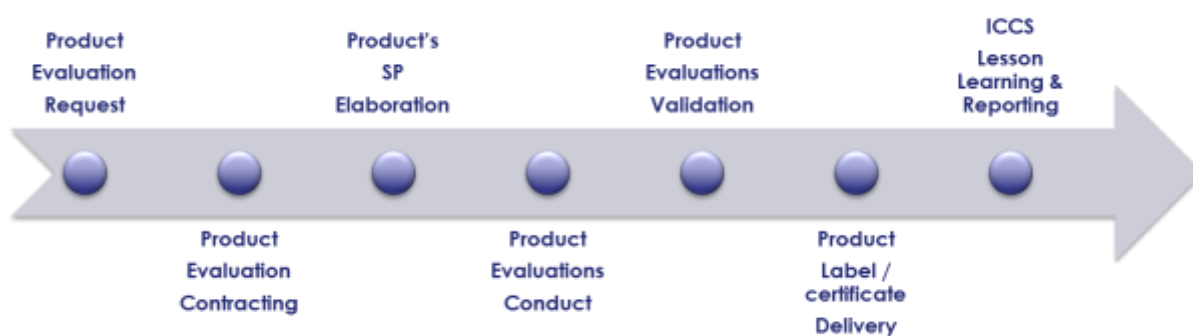 Product
Evaluation
Request
Product
Evaluation
Contracting
Product's
SP
Elaboration
Product
Evaluations
Conduct
Product
Evaluations
Validation
Product
Label /
certificate
Delivery
ICCS
Lesson
Learning &
Reporting